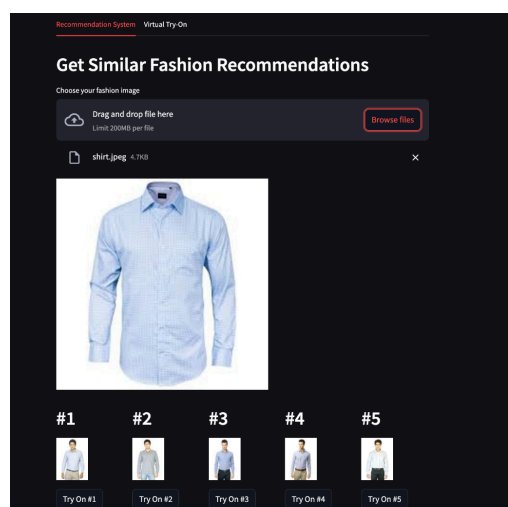 Recommendation System Virtual Try-On
Get Similar Fashion Recommendations
Choose your fashion image
Drag and drop file here
Limit 200MB per file
Browse files
shirt.jpeg 4.7KB
#1 #2 #3 #4 #5
Try On #1 Try On #2 Try On #3 Try On #4 Try On #5